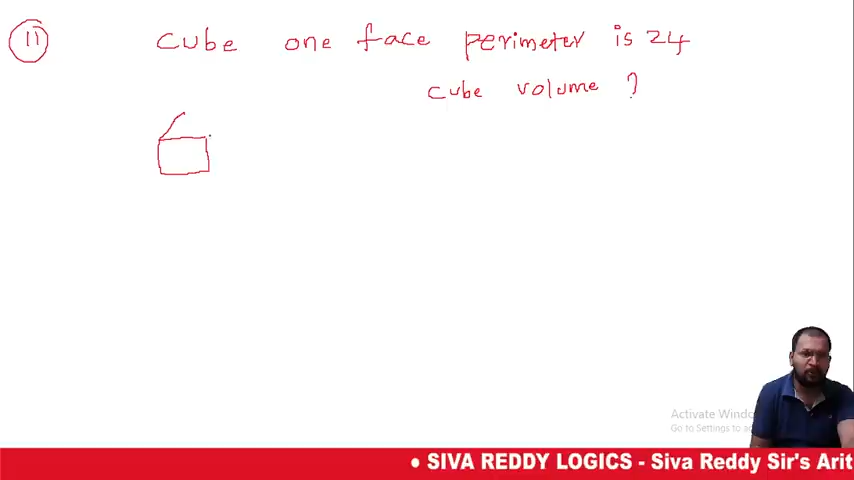 11 cube one face perimeter is 24
cube volume ?
Activate Windo
Go to Settings to a
● SIVA REDDY LOGICS - Siva Reddy Sir's Arit